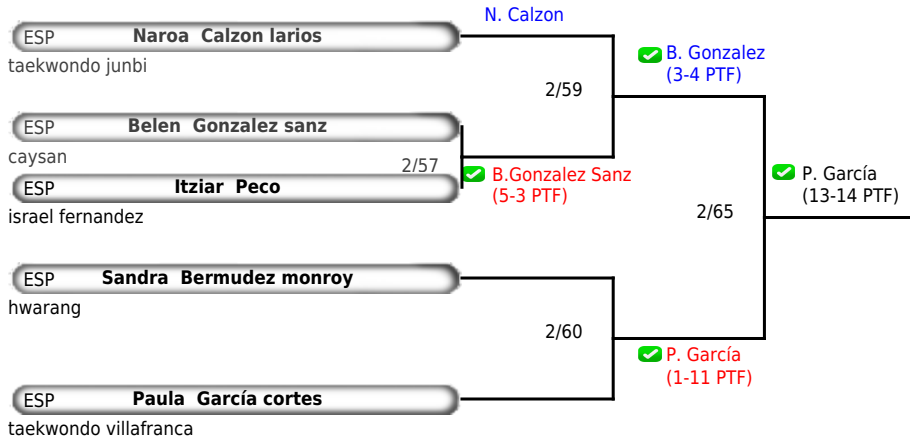 N. Calzon
ESP Naroa Calzon larios
taekwondo junbi
B. Gonzalez
(3-4 PTF)
2/59
ESP Belen Gonzalez sanz
caysan
2/57
B.Gonzalez Sanz
(5-3 PTF)
ESP Itziar Peco
israel fernandez
P. García
(13-14 PTF)
2/65
ESP Sandra Bermudez monroy
hwarang
2/60
P. García
(1-11 PTF)
ESP Paula García cortes
taekwondo villafranca